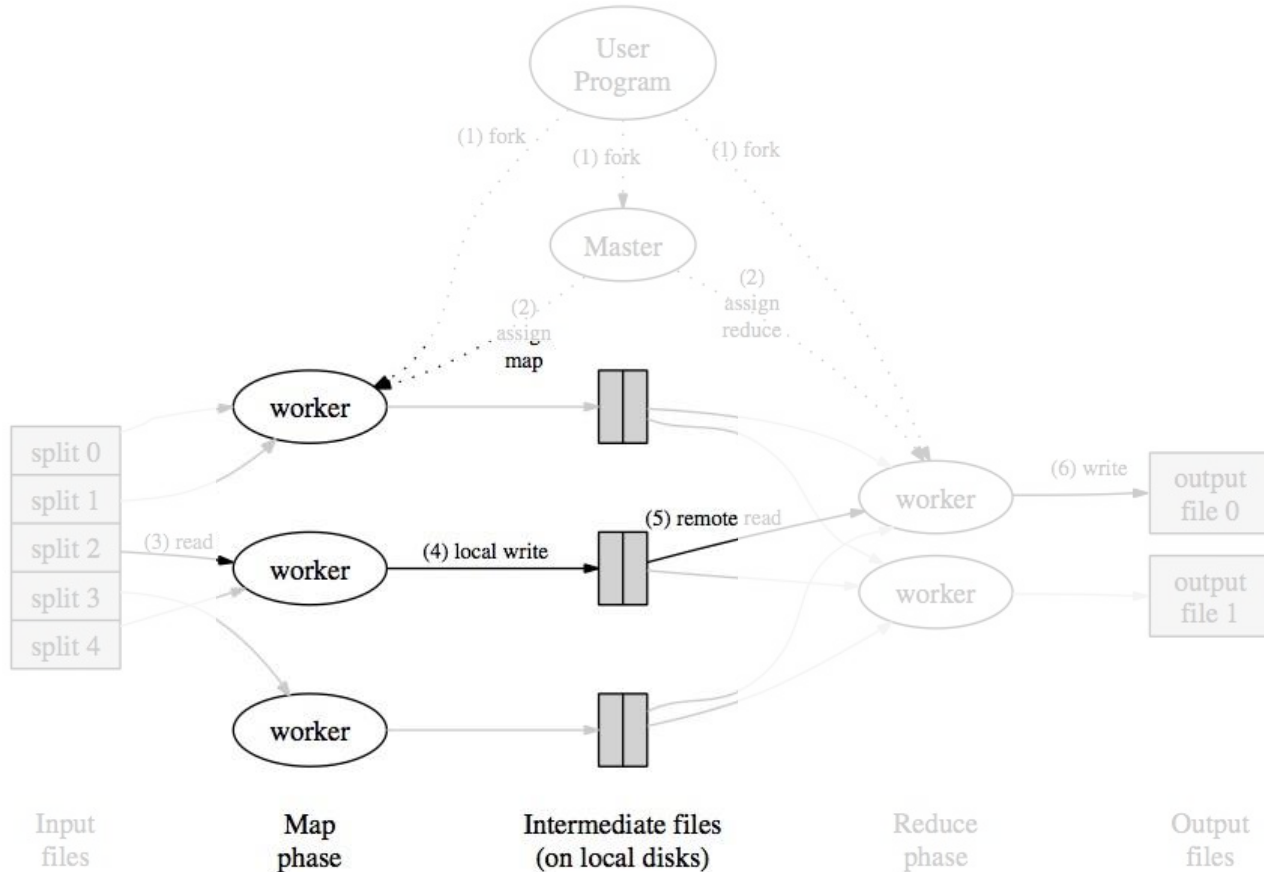 User
Program
(1) fork
(1) fork
(1) fork
Master
(2)
assign
map
(2)
assign
reduce
worker
split 0
split 1
split 2
split 3
split 4
(3) read
worker
(4) local write
(5) remote read
worker
worker
(6) write
output
file 0
worker
output
file 1
Input
files
Map
phase
Intermediate files
(on local disks)
Reduce
phase
Output
files